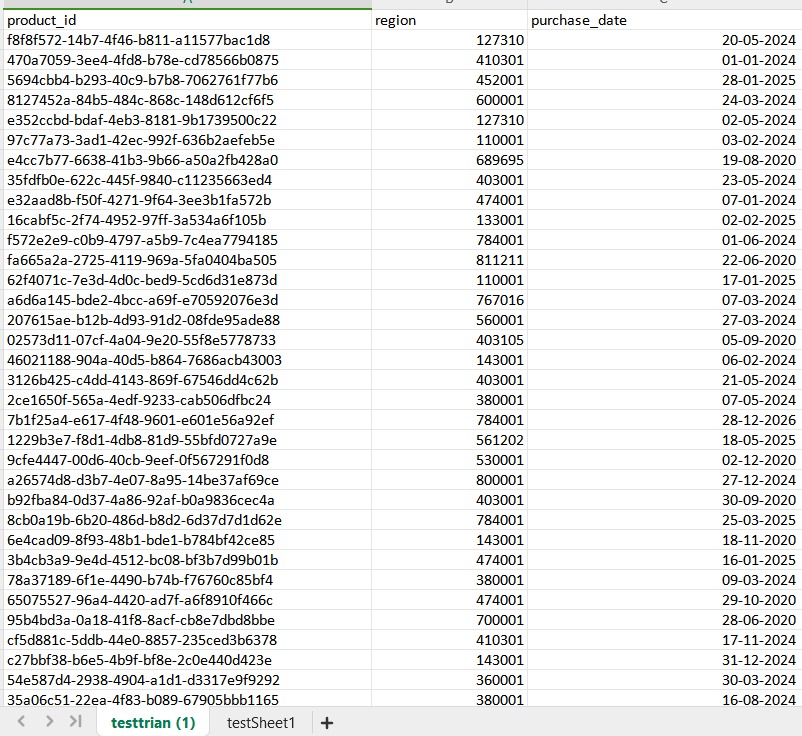 product_id region purchase_date
f8f8f572-14b7-4f46-b811-a11577bac1d8 127310 20-05-2024
470a7059-3ee4-4fd8-b78e-cd78566b0875 410301 01-01-2024
5694cbb4-b293-40c9-b7b8-7062761f77b6 452001 28-01-2025
8127452a-84b5-484c-868c-148d612cf6f5 600001 24-03-2024
e352ccbd-bdaf-4eb3-8181-9b1739500c22 127310 02-05-2024
97c77a73-3ad1-42ec-992f-636b2aefeb5e 110001 03-02-2024
e4cc7b77-6638-41b3-9b66-a50a2fb428a0 689695 19-08-2020
35fdfb0e-622c-445f-9840-c11235663ed4 403001 23-05-2024
e32aad8b-f50f-4271-9f64-3ee3b1fa572b 474001 07-01-2024
16cabf5c-2f74-4952-97ff-3a534a6f105b 133001 02-02-2025
f572e2e9-c0b9-4797-a5b9-7c4ea7794185 784001 01-06-2024
fa665a2a-2725-4119-969a-5fa0404ba505 811211 22-06-2020
62f4071c-7e3d-4d0c-bed9-5cd6d31e873d 110001 17-01-2025
a6d6a145-bde2-4bcc-a69f-e70592076e3d 767016 07-03-2024
207615ae-b12b-4d93-91d2-08fde95ade88 560001 27-03-2024
02573d11-07cf-4a04-9e20-55f8e5778733 403105 05-09-2020
46021188-904a-40d5-b864-7686acb43003 143001 06-02-2024
3126b425-c4dd-4143-869f-67546dd4c62b 403001 21-05-2024
2ce1650f-565a-4edf-9233-cab506dfbc24 380001 07-05-2024
7b1f25a4-e617-4f48-9601-e601e56a92ef 784001 28-12-2026
1229b3e7-f8d1-4db8-81d9-55bfd0727a9e 561202 18-05-2025
9cfe4447-00d6-40cb-9eef-0f567291f0d8 530001 02-12-2020
a26574d8-d3b7-4e07-8a95-14be37af69ce 800001 27-12-2024
b92fba84-0d37-4a86-92af-b0a9836cec4a 403001 30-09-2020
8cb0a19b-6b20-486d-b8d2-6d37d7d1d62e 784001 25-03-2025
6e4cad09-8f93-48b1-bde1-b784bf42ce85 143001 18-11-2020
3b4cb3a9-9e4d-4512-bc08-bf3b7d99b01b 474001 16-01-2025
78a37189-6f1e-4490-b74b-f76760c85bf4 380001 09-03-2024
65075527-96a4-4420-ad7f-a6f8910f466c 474001 29-10-2020
95b4bd3a-0a18-41f8-8acf-cb8e7dbd8bbe 700001 28-06-2020
cf5d881c-5ddb-44e0-8857-235ced3b6378 410301 17-11-2024
c27bbf38-b6e5-4b9f-bf8e-2c0e440d423e 143001 31-12-2024
54e587d4-2938-4904-a1d1-d3317e9f9292 360001 30-03-2024
35a06c51-22ea-4f83-b089-67905bbb1165 380001 16-08-2024
testtrian (1) testSheet1